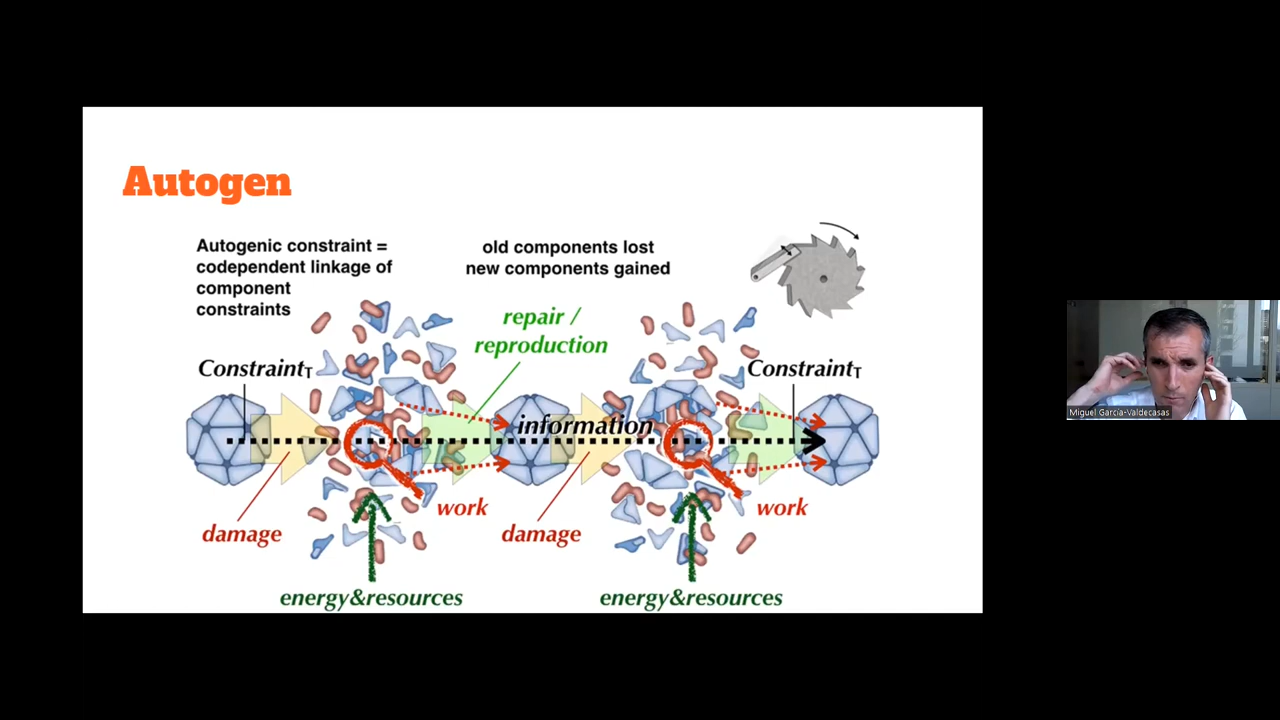 Autogen
Autogenic constraint =
codependent linkage of
component
constraints
old components lost
new components gained
repair /
reproduction
ConstraintT
ConstraintT
information
damage
work
damage
work
energy&resources
energy&resources
Miguel García-Valdecasas